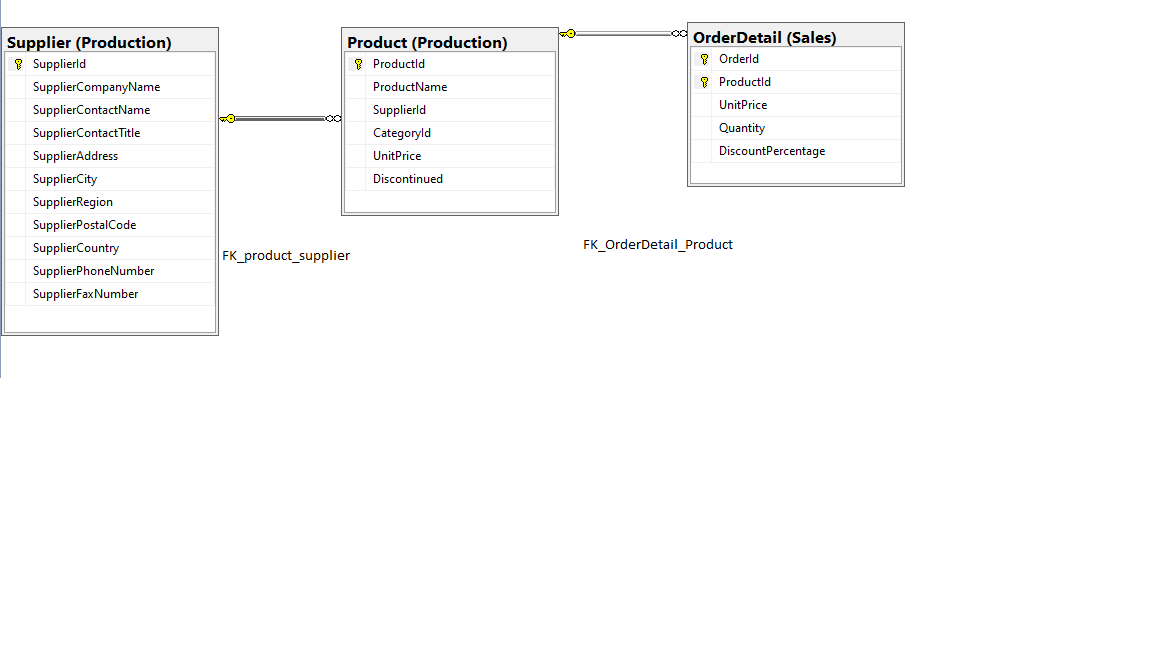 Supplier (Production)
SupplierId
SupplierCompanyName
SupplierContactName
SupplierContactTitle
SupplierAddress
SupplierCity
SupplierRegion
SupplierPostalCode
SupplierCountry
SupplierPhoneNumber
SupplierFaxNumber
FK_product_supplier
Product (Production)
ProductId
ProductName
SupplierId
CategoryId
UnitPrice
Discontinued
FK_OrderDetail_Product
OrderDetail (Sales)
OrderId
ProductId
UnitPrice
Quantity
DiscountPercentage